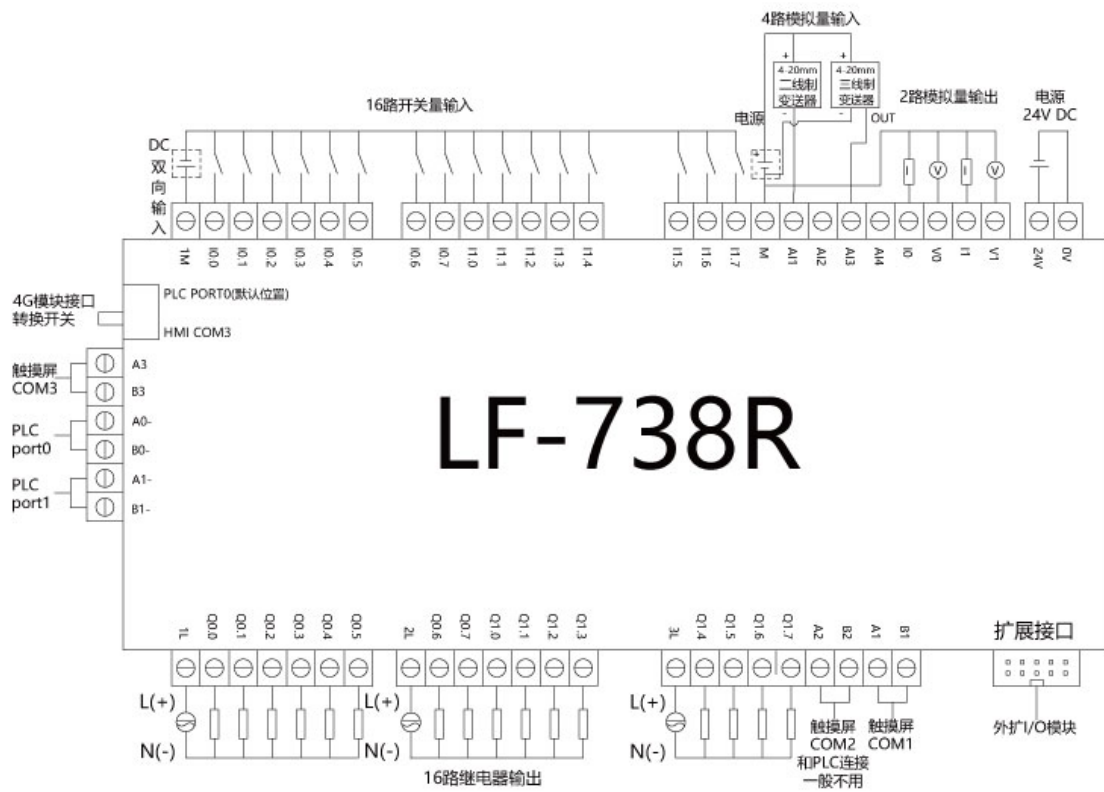 4路模拟量输入
+
+
4-20mm
二线制
变送器
4-20mm
三线制
变送器
-
-
OUT
16路开关量输入
电源
2路模拟量输出
电源
24V DC
DC
双
向
输
入
+
I
V
I
V
1M
I0.0
I0.1
I0.2
I0.3
I0.4
I0.5
I0.6
I0.7
I1.0
I1.1
I1.2
I1.3
I1.4
I1.5
I1.6
I1.7
M
AI1
AI2
AI3
AI4
I0
V0
I1
V1
24V
0V
4G模块接口
转换开关
PLC PORT0(默认位置)
HMI COM3
触摸屏
COM3
A3
B3
PLC
port0
A0-
B0-
PLC
port1
A1-
B1-
LF-738R
1L
Q0.0
Q0.1
Q0.2
Q0.3
Q0.4
Q0.5
2L
Q0.6
Q0.7
Q1.0
Q1.1
Q1.2
Q1.3
3L
Q1.4
Q1.5
Q1.6
Q1.7
A2
B2
A1
B1
扩展接口
L(+)
N(-)
L(+)
N(-)
L(+)
N(-)
16路继电器输出
触摸屏
COM2
和PLC连接
一般不用
触摸屏
COM1
外扩I/O模块